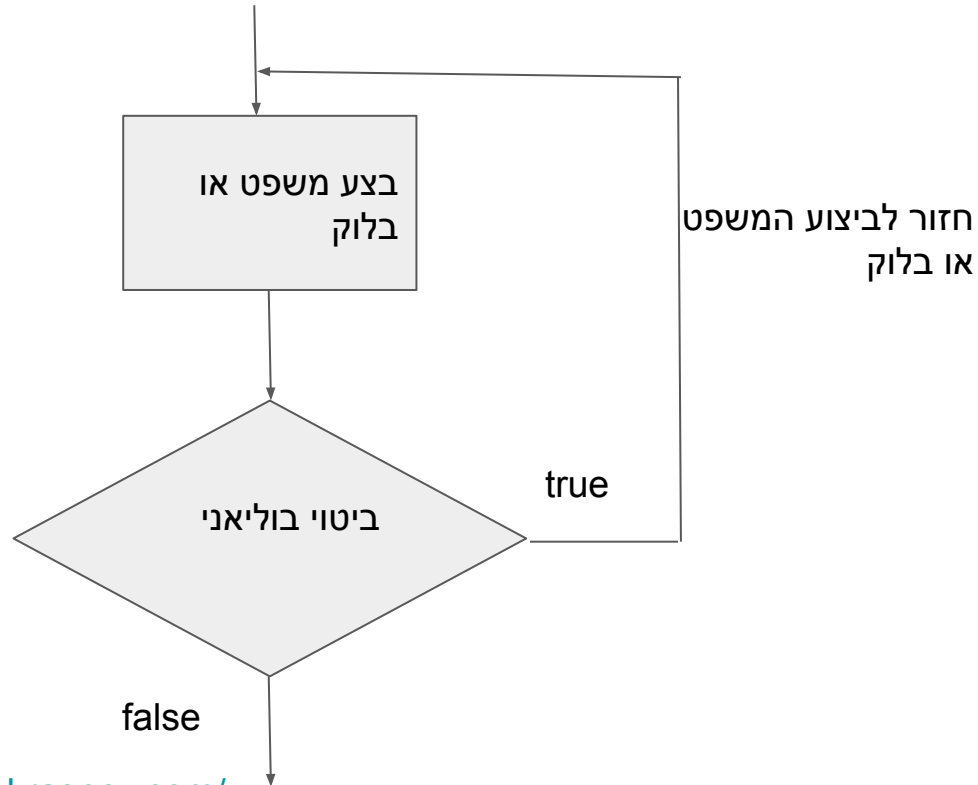 בצע משפט או
בלוק
חזור לביצוע המשפט
או בלוק
ביטוי בוליאני
true
false